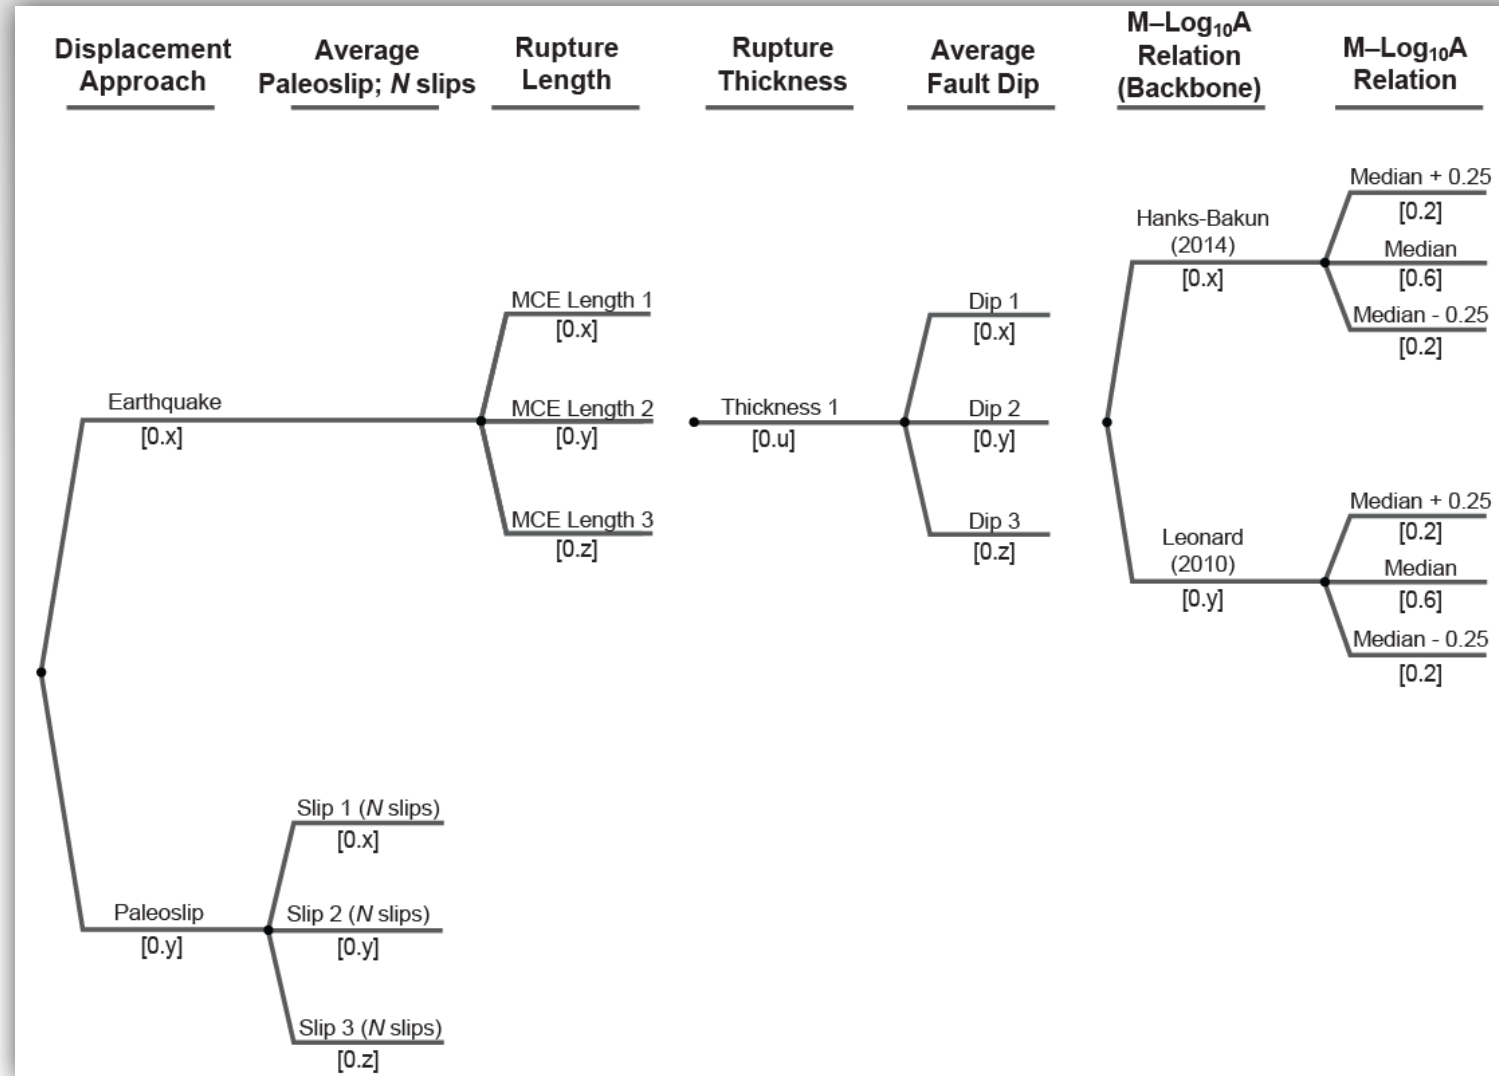 Displacement
Approach
Average
Paleoslip; N slips
Rupture
Length
Rupture
Thickness
Average
Fault Dip
M–Log₁₀A
Relation
(Backbone)
M–Log₁₀A
Relation
Earthquake
[0.x]
Paleoslip
[0.y]
Slip 1 (N slips)
[0.x]
Slip 2 (N slips)
[0.y]
Slip 3 (N slips)
[0.z]
MCE Length 1
[0.x]
MCE Length 2
[0.y]
MCE Length 3
[0.z]
Thickness 1
[0.u]
Dip 1
[0.x]
Dip 2
[0.y]
Dip 3
[0.z]
Hanks-Bakun
(2014)
[0.x]
Leonard
(2010)
[0.y]
Median + 0.25
[0.2]
Median
[0.6]
Median - 0.25
[0.2]
Median + 0.25
[0.2]
Median
[0.6]
Median - 0.25
[0.2]